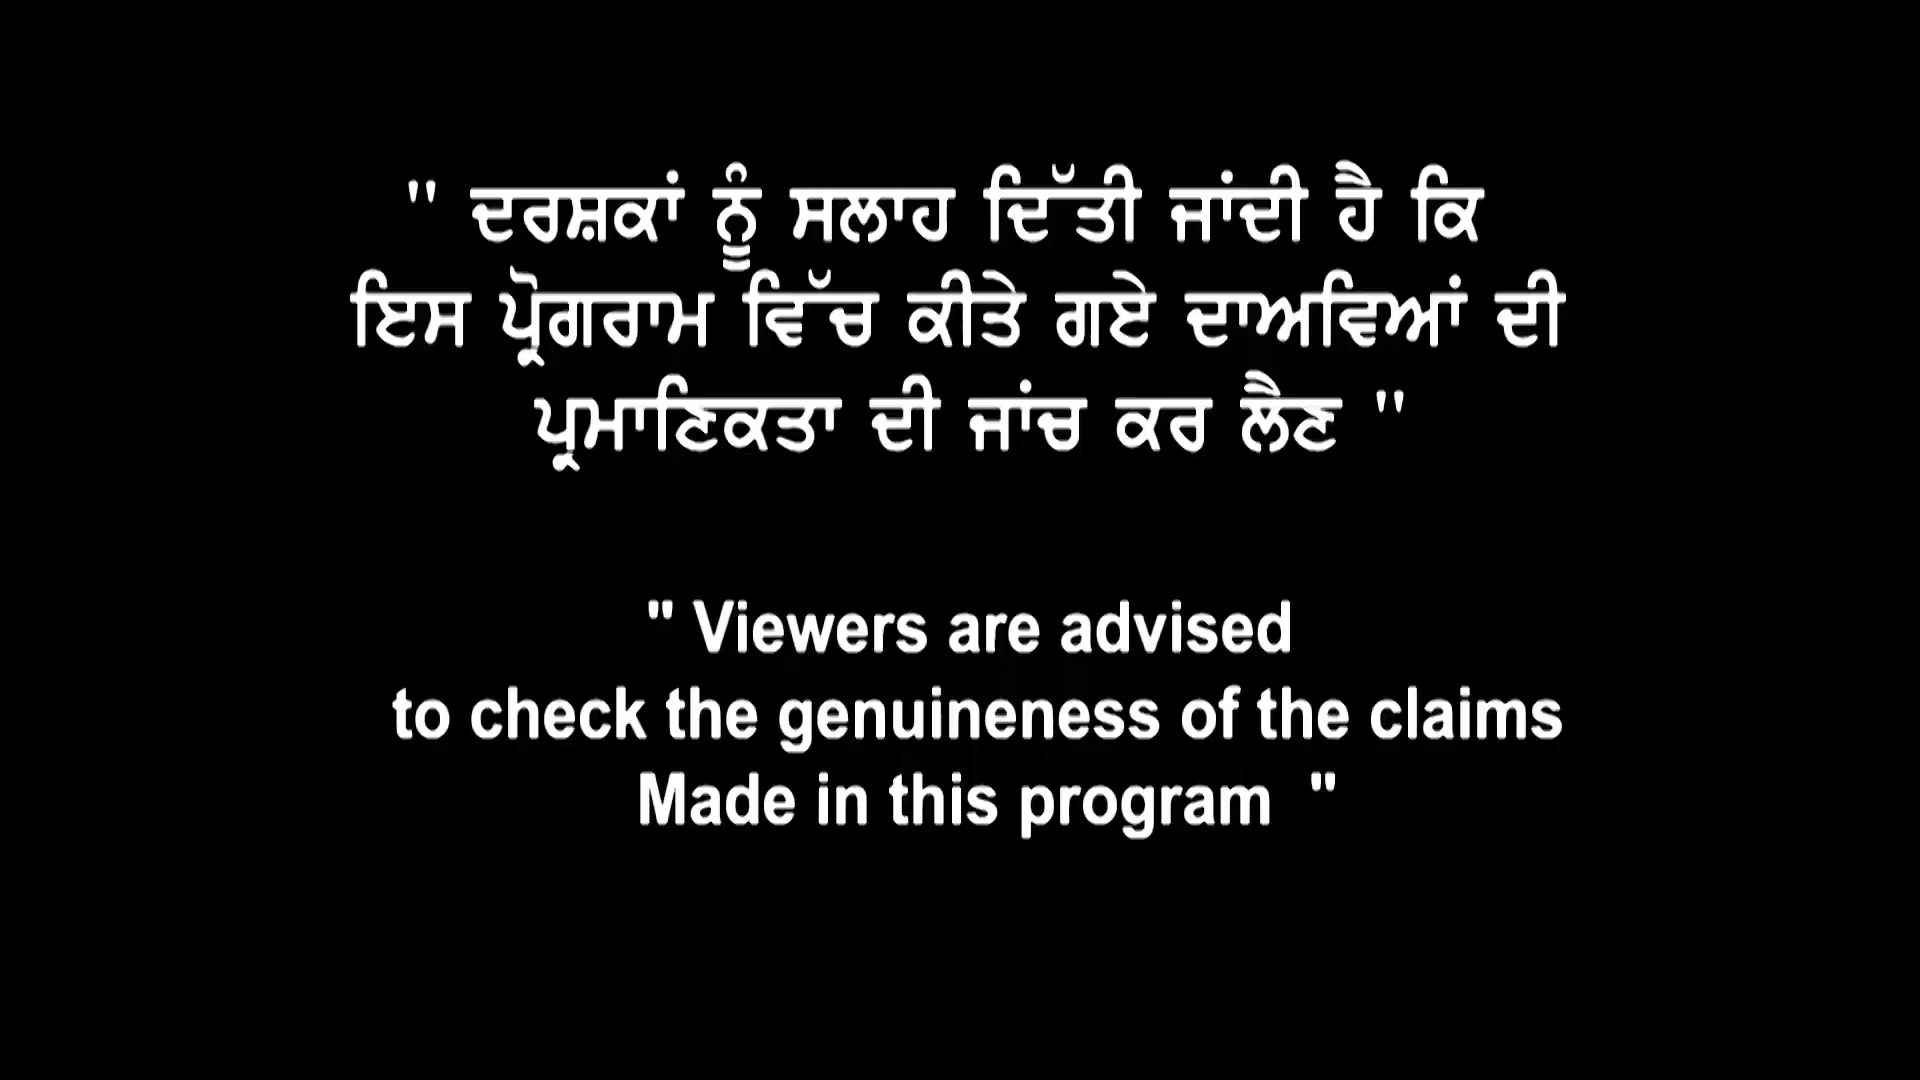 " ਦਰਸ਼ਕਾਂ ਨੂੰ ਸਲਾਹ ਦਿੱਤੀ ਜਾਂਦੀ ਹੈ ਕਿ
ਇਸ ਪ੍ਰੋਗਰਾਮ ਵਿੱਚ ਕੀਤੇ ਗਏ ਦਾਅਵਿਆਂ ਦੀ
ਪ੍ਰਮਾਣਿਕਤਾ ਦੀ ਜਾਂਚ ਕਰ ਲੈਣ "
" Viewers are advised
to check the genuineness of the claims
Made in this program "